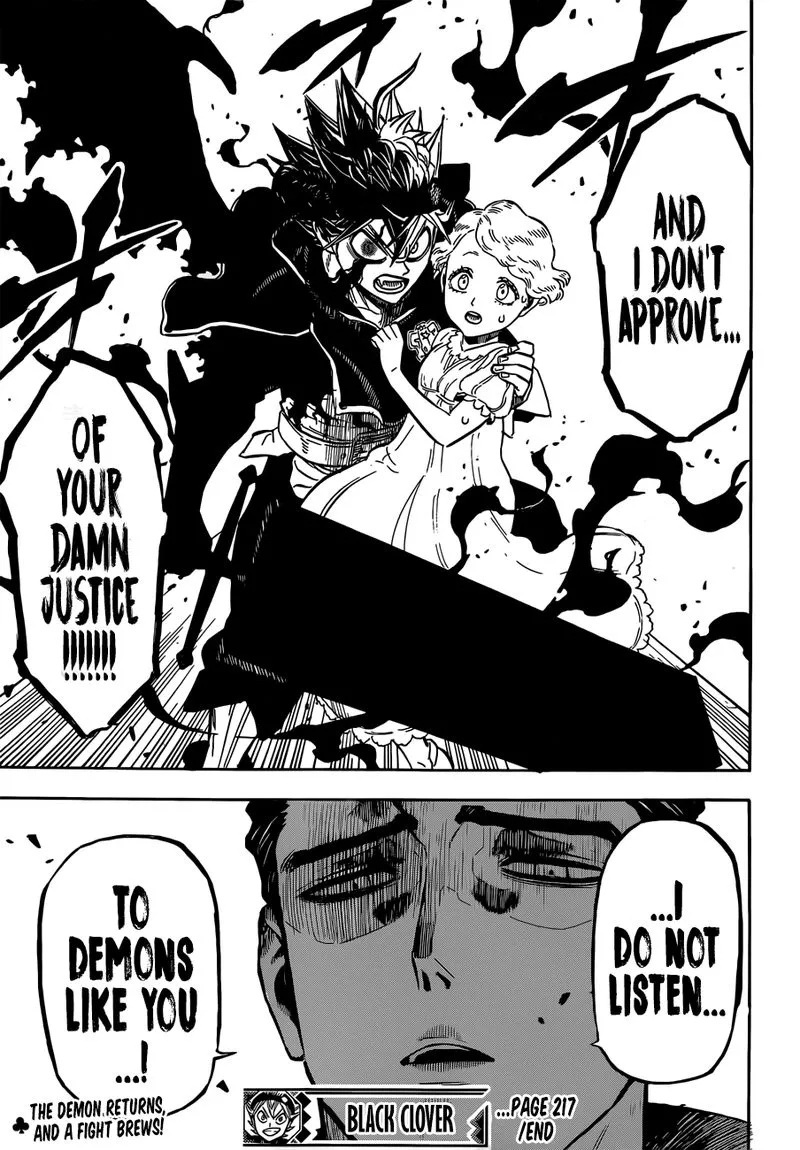 AND
I DON'T
APPROVE...
OF
YOUR
DAMN
JUSTICE
!!!!!!!
...I
DO NOT
LISTEN...
TO
DEMONS
LIKE YOU
...!
THE DEMON RETURNS,
AND A FIGHT BREWS!
BLACK CLOVER
...PAGE 217
/END